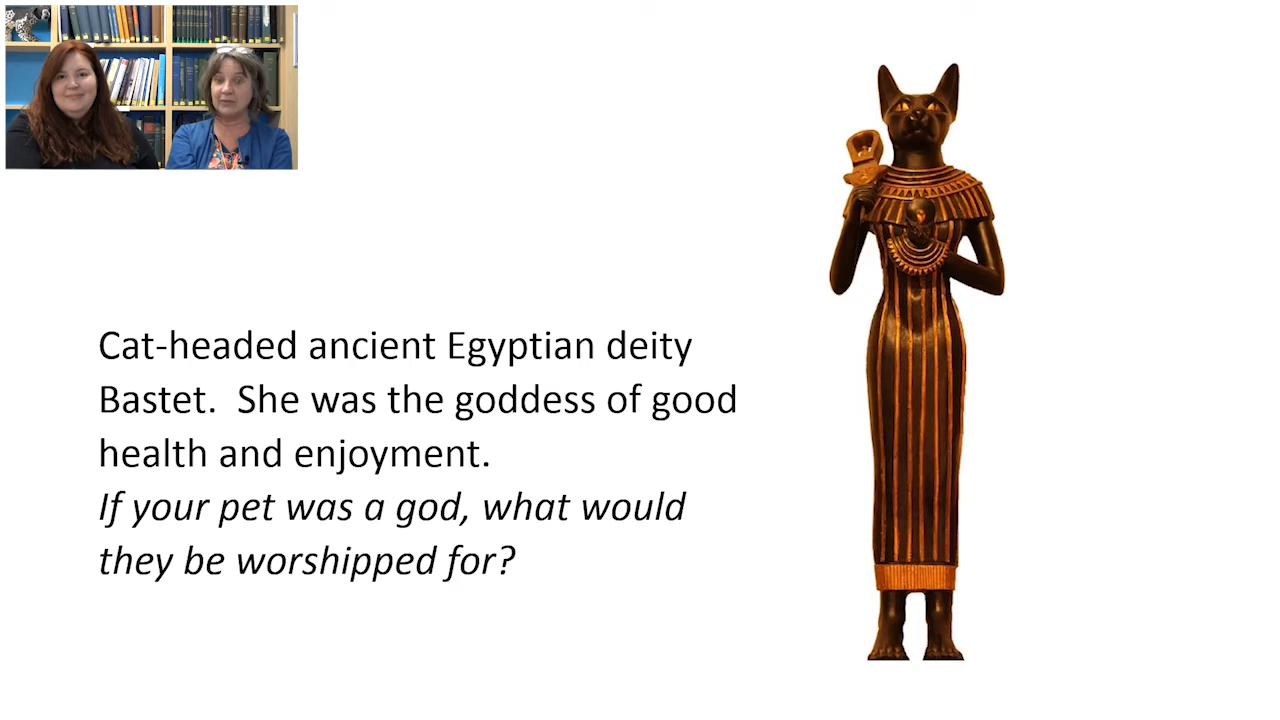 Cat-headed ancient Egyptian deity
Bastet.  She was the goddess of good
health and enjoyment.
If your pet was a god, what would
they be worshipped for?